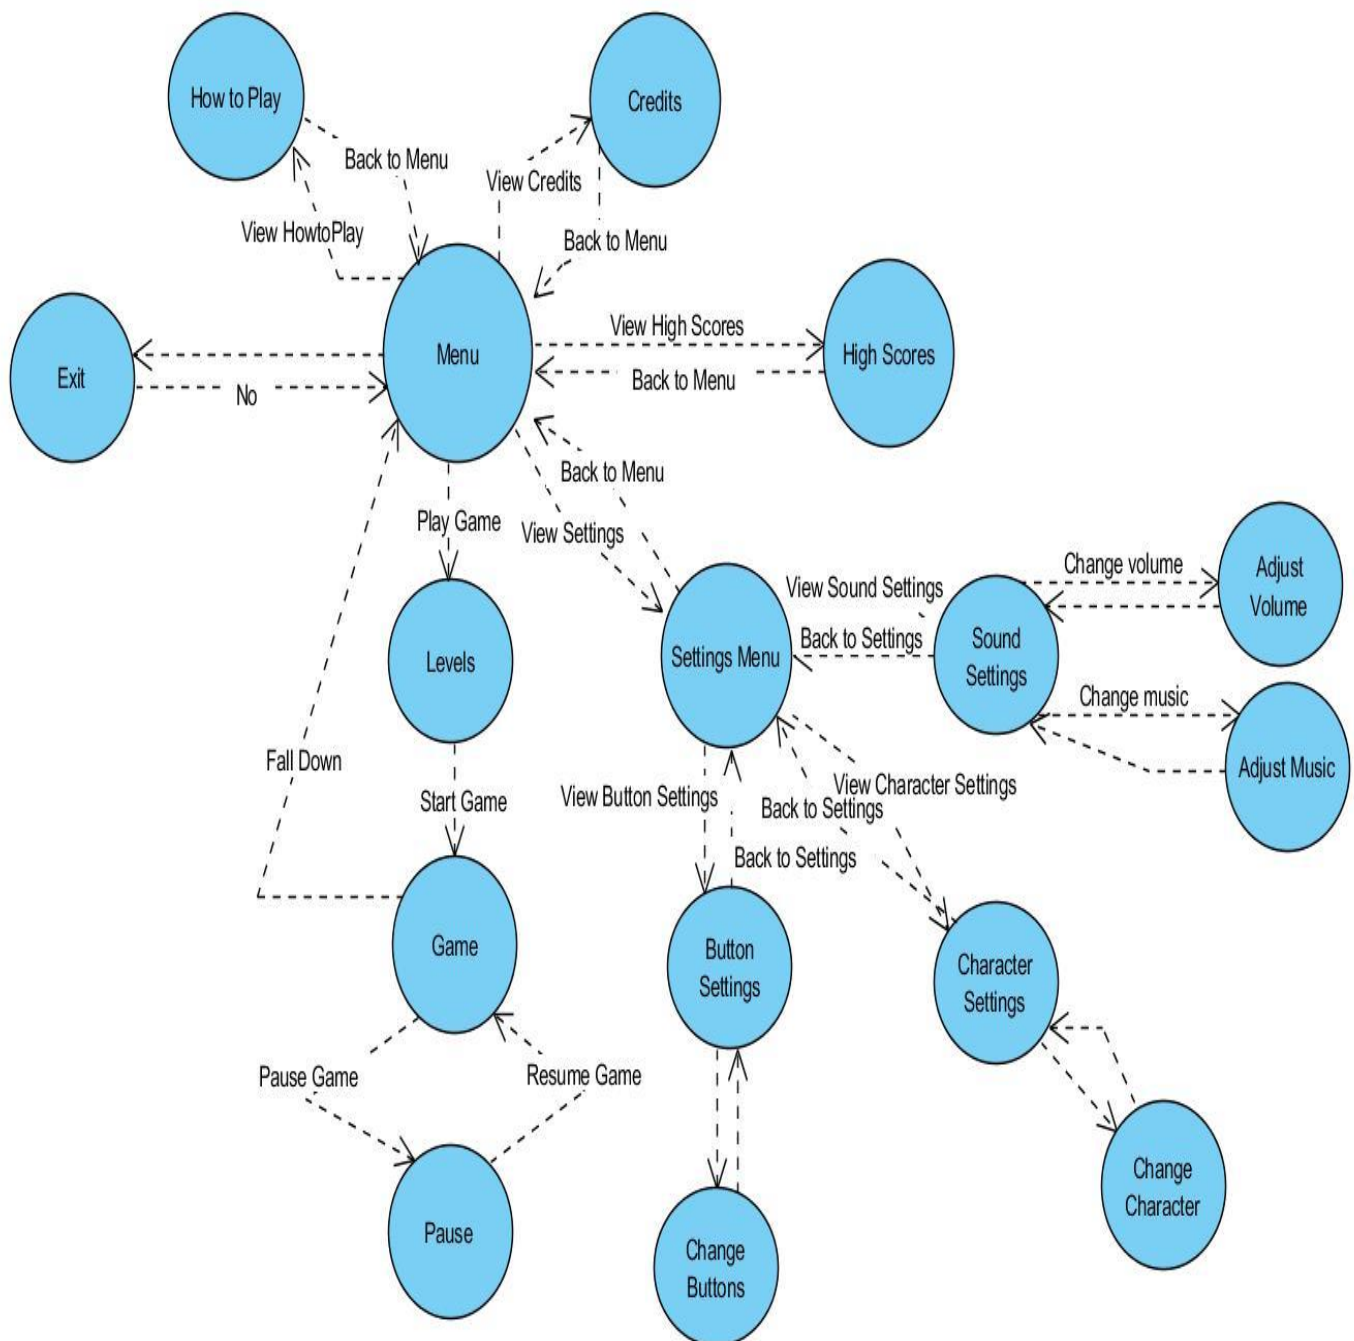 How to Play
Credits
Back to Menu
View Credits
View HowtoPlay
Back to Menu
View High Scores
Menu
High Scores
Exit
Back to Menu
No
Back to Menu
Play Game
View Settings
Change volume
Adjust
Volume
View Sound Settings
Back to Settings
Sound
Settings
Levels
Settings Menu
Change music
Adjust Music
Fall Down
View Character Settings
View Button Settings
Start Game
Back to Settings
Back to Settings
Game
Button
Settings
Character
Settings
Pause Game
Resume Game
Change
Character
Pause
Change
Buttons